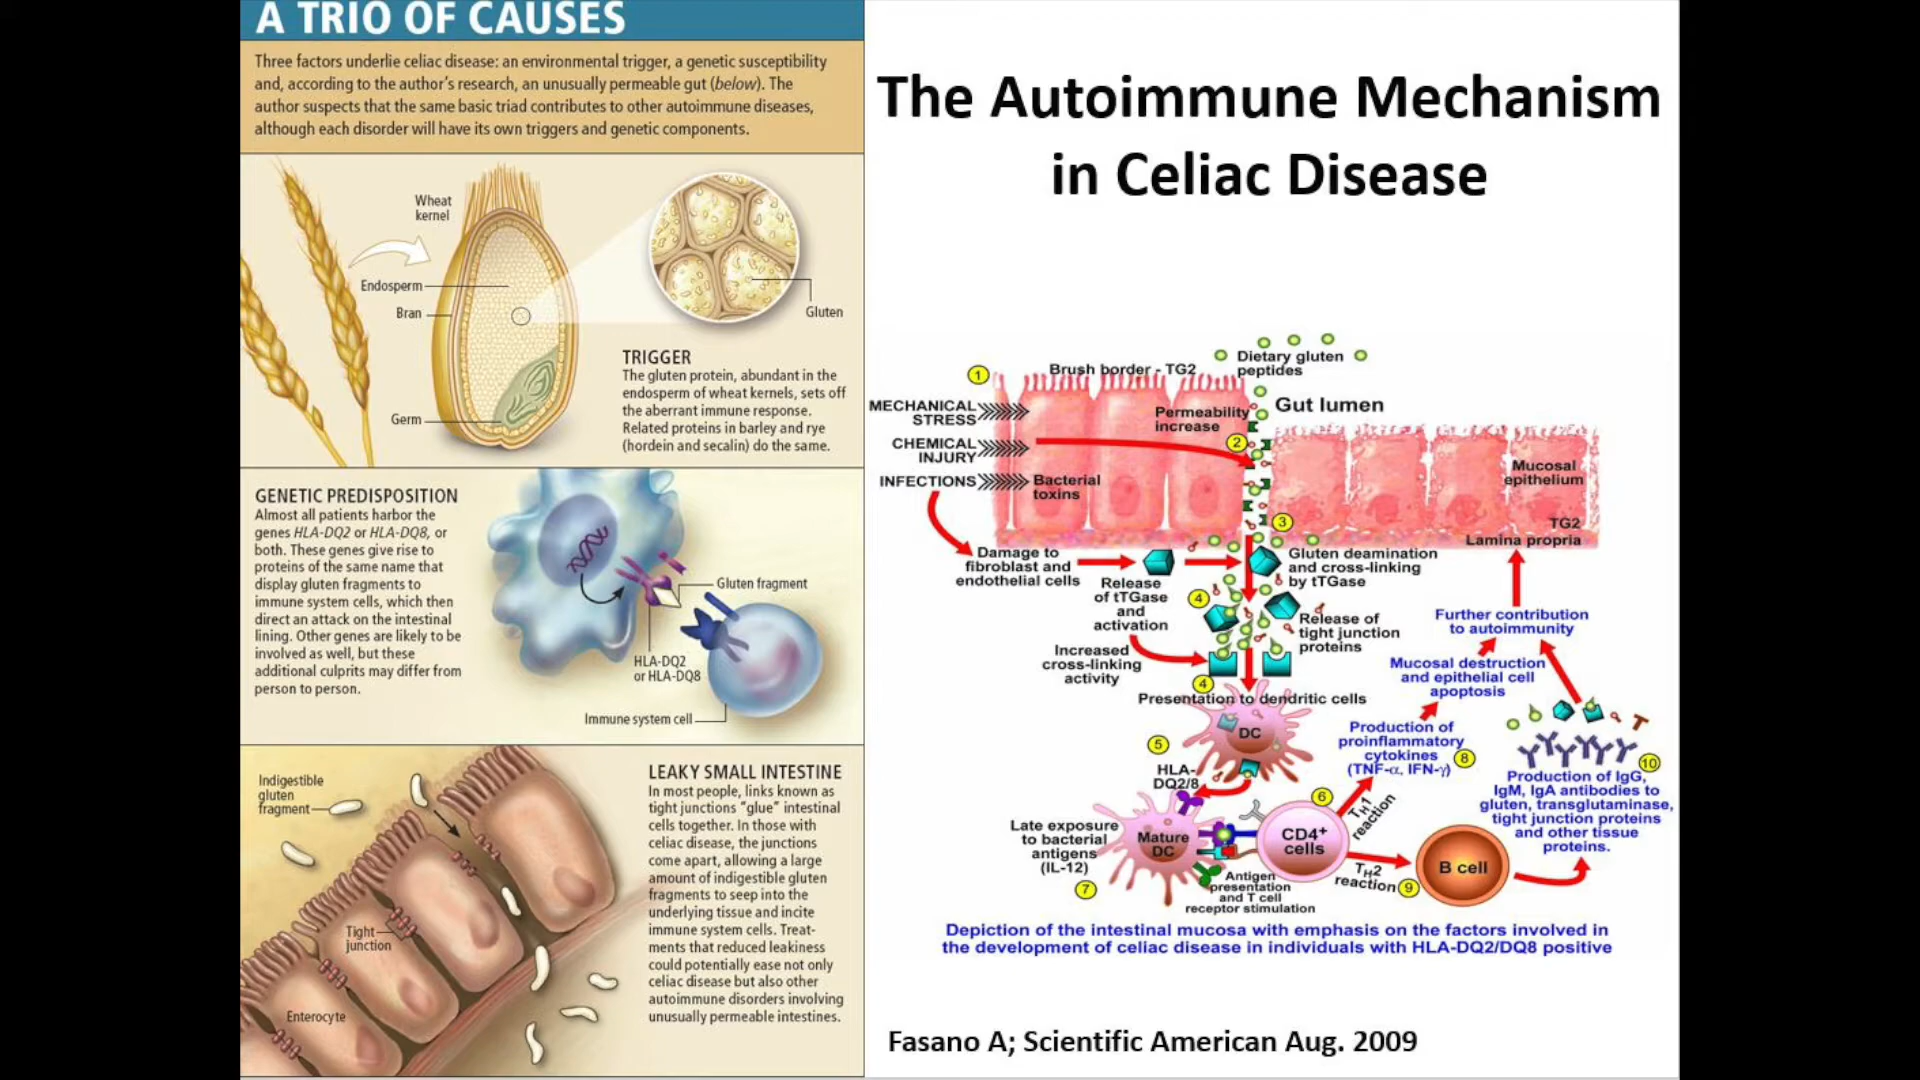 A TRIO OF CAUSES
Three factors underlie celiac disease: an environmental trigger, a genetic susceptibility
and, according to the author's research, an unusually permeable gut (below). The
author suspects that the same basic triad contributes to other autoimmune diseases,
although each disorder will have its own triggers and genetic components.
Wheat
kernel
Endosperm
Bran
Germ
Gluten
TRIGGER
The gluten protein, abundant in the
endosperm of wheat kernels, sets off
the aberrant immune response.
Related proteins in barley and rye
(hordein and secalin) do the same.
GENETIC PREDISPOSITION
Almost all patients harbor the
genes HLA-DQ2 or HLA-DQ8, or
both. These genes give rise to
proteins of the same name that
display gluten fragments to
immune system cells, which then
direct an attack on the intestinal
lining. Other genes are likely to be
involved as well, but these
additional culprits may differ from
person to person.
Gluten fragment
HLA-DQ2
or HLA-DQ8
Immune system cell
Indigestible
gluten
fragment
Tight
junction
Enterocyte
LEAKY SMALL INTESTINE
In most people, links known as
tight junctions "glue" intestinal
cells together. In those with
celiac disease, the junctions
come apart, allowing a large
amount of indigestible gluten
fragments to seep into the
underlying tissue and incite
immune system cells. Treat-
ments that reduced leakiness
could potentially ease not only
celiac disease but also other
autoimmune disorders involving
unusually permeable intestines.
The Autoimmune Mechanism
in Celiac Disease
Dietary gluten
peptides
1
Brush border - TG2
MECHANICAL
STRESS
CHEMICAL
INJURY
INFECTIONS
Bacterial
toxins
Permeability
increase
2
Gut lumen
Mucosal
epithelium
TG2
Lamina propria
3
Damage to
fibroblast and
endothelial cells
Release
of tTGase
and
activation
Gluten deamination
and cross-linking
by tTGase
4
Release of
tight junction
proteins
Increased
cross-linking
activity
4
Presentation to dendritic cells
DC
5
HLA-
DQ2/8
Late exposure
to bacterial
antigens
(IL-12)
7
Mature
DC
6
CD4+
cells
Antigen
presentation
and T cell
receptor stimulation
TH1
reaction
TH2
reaction
9
B cell
Production of
proinflammatory
cytokines
(TNF-α, IFN-γ)
8
Mucosal destruction
and epithelial cell
apoptosis
Further contribution
to autoimmunity
10
Production of IgG,
IgM, IgA antibodies to
gluten, transglutaminase,
tight junction proteins
and other tissue
proteins.
Depiction of the intestinal mucosa with emphasis on the factors involved in
the development of celiac disease in individuals with HLA-DQ2/DQ8 positive
Fasano A; Scientific American Aug. 2009